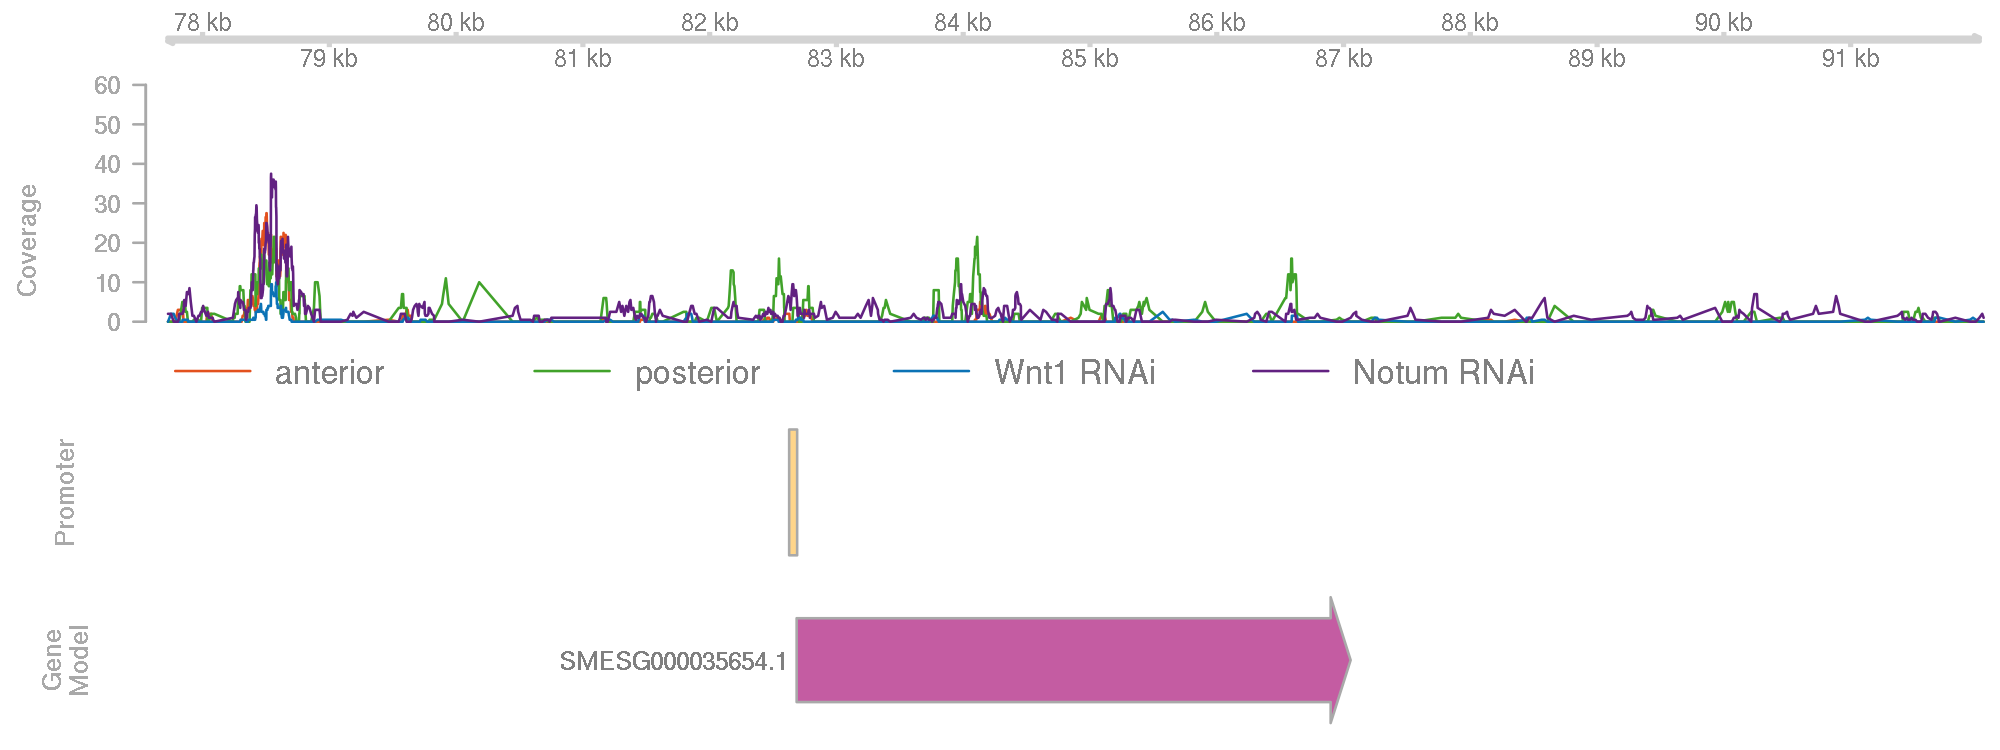 78 kb 80 kb 82 kb 84 kb 86 kb 88 kb 90 kb
79 kb 81 kb 83 kb 85 kb 87 kb 89 kb 91 kb
60
50
40
30
20
10
0
Coverage
anterior posterior Wnt1 RNAi Notum RNAi
Promoter
SMESG000035654.1
Gene
Model